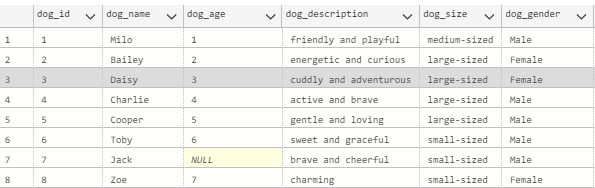 dog_id dog_name dog_age dog_description dog_size dog_gender
1 1 Milo 1 friendly and playful medium-sized Male
2 2 Bailey 2 energetic and curious large-sized Female
3 3 Daisy 3 cuddly and adventurous large-sized Female
4 4 Charlie 4 active and brave large-sized Male
5 5 Cooper 5 gentle and loving large-sized Male
6 6 Toby 6 sweet and graceful small-sized Male
7 7 Jack NULL brave and cheerful small-sized Male
8 8 Zoe 7 charming small-sized Female